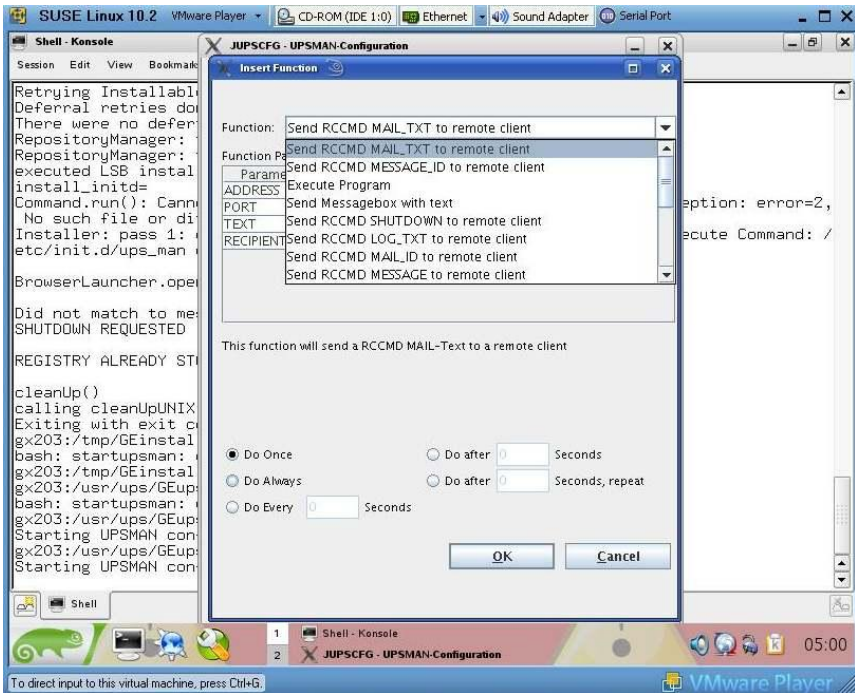 SUSE Linux 10.2 VMware Player CD-ROM (IDE 1:0) Ethernet Sound Adapter Serial Port
Shell - Konsole
Session Edit View Bookmark
Retrying Installabl
Deferral retries do
There were no defer
RepositoryManager:
RepositoryManager:
executed LSB instal
install_initd=
Command.run(): Cann
eption: error=2,
No such file or di
Installer: pass 1:
ecute Command: /
etc/init.d/ups_man
BrowserLauncher.ope
Did not match to me
SHUTDOWN REQUESTED
REGISTRY ALREADY ST
cleanUp()
calling cleanUpUNIX
Exiting with exit c
gx203:/tmp/GEinstal
bash: startupsman:
gx203:/tmp/GEinstal
gx203:/usr/ups/GEup
bash: startupsman:
gx203:/usr/ups/GEup
Starting UPSMAN con
gx203:/usr/ups/GEup
Starting UPSMAN con
Shell
JUPSCFG - UPSMAN-Configuration
Insert Function
Function: Send RCCMD MAIL_TXT to remote client
Send RCCMD MAIL_TXT to remote client
Send RCCMD MESSAGE_ID to remote client
Execute Program
Send Messagebox with text
Send RCCMD SHUTDOWN to remote client
Send RCCMD LOG_TXT to remote client
Send RCCMD MAIL_ID to remote client
Send RCCMD MESSAGE to remote client
Function Pa
Parame
ADDRESS
PORT
TEXT
RECIPIENT
This function will send a RCCMD MAIL-Text to a remote client
Do Once
Do after 0 Seconds
Do Always
Do after 0 Seconds, repeat
Do Every 0 Seconds
OK Cancel
1 Shell - Konsole
2 JUPSCFG - UPSMAN-Configuration
05:00
To direct input to this virtual machine, press Ctrl+G.
VMware Player